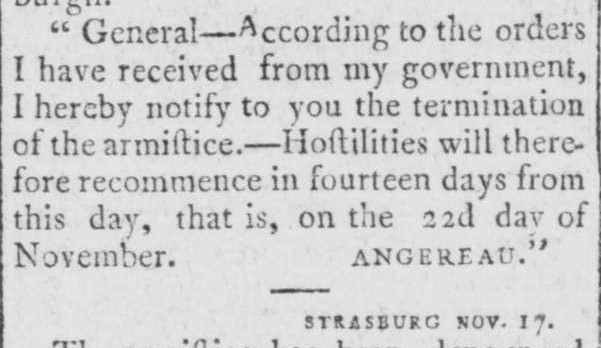 “ General—According to the orders
I have received from my government,
I hereby notify to you the termination
of the armiſtice.—Hoſtilities will there-
fore recommence in fourteen days from
this day, that is, on the 22d day of
November. ANGEREAU.”
STRASBURG NOV. 17.